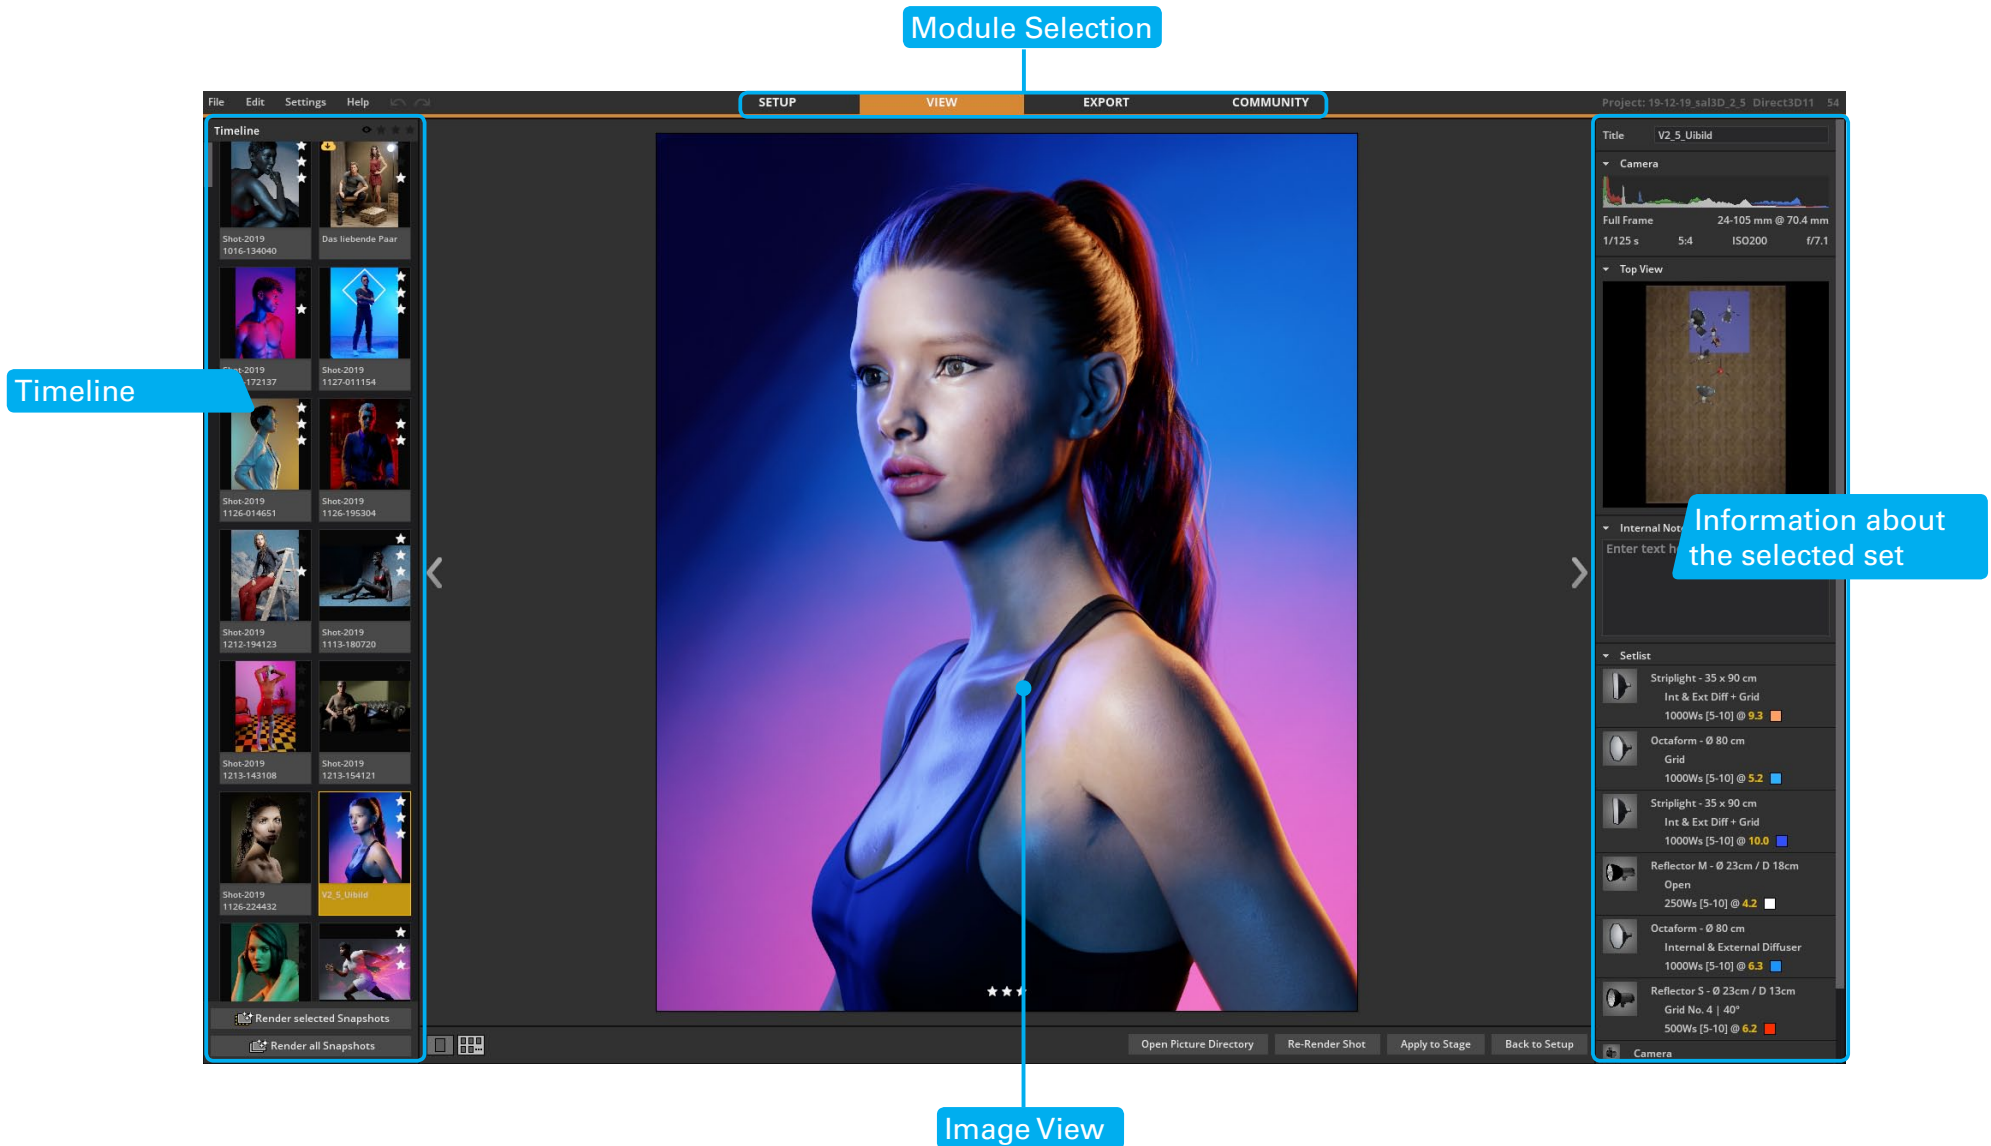 Module Selection
File Edit Settings Help
SETUP VIEW EXPORT COMMUNITY
Project: 19-12-19_sal3D_2_5 Direct3D11 54
Timeline
Shot-2019
1016-134040
Das liebende Paar
-2019
-172137
Shot-2019
1127-011154
Timeline
Shot-2019
1126-014651
Shot-2019
1126-195304
Shot-2019
1212-194123
Shot-2019
1113-180720
Shot-2019
1213-143108
Shot-2019
1213-154121
Shot-2019
1126-224432
V2_5_Uibild
Render selected Snapshots
Render all Snapshots
Open Picture Directory Re-Render Shot Apply to Stage Back to Setup
Title V2_5_Uibild
Camera
Full Frame 24-105 mm @ 70.4 mm
1/125 s 5:4 ISO200 f/7.1
Top View
Information about
the selected set
Internal Not
Enter text h
Setlist
Striplight - 35 x 90 cm
Int & Ext Diff + Grid
1000Ws [5-10] @ 9.3
Octaform - Ø 80 cm
Grid
1000Ws [5-10] @ 5.2
Striplight - 35 x 90 cm
Int & Ext Diff + Grid
1000Ws [5-10] @ 10.0
Reflector M - Ø 23cm / D 18cm
Open
250Ws [5-10] @ 4.2
Octaform - Ø 80 cm
Internal & External Diffuser
1000Ws [5-10] @ 6.3
Reflector S - Ø 23cm / D 13cm
Grid No. 4 | 40°
500Ws [5-10] @ 6.2
Camera
Image View